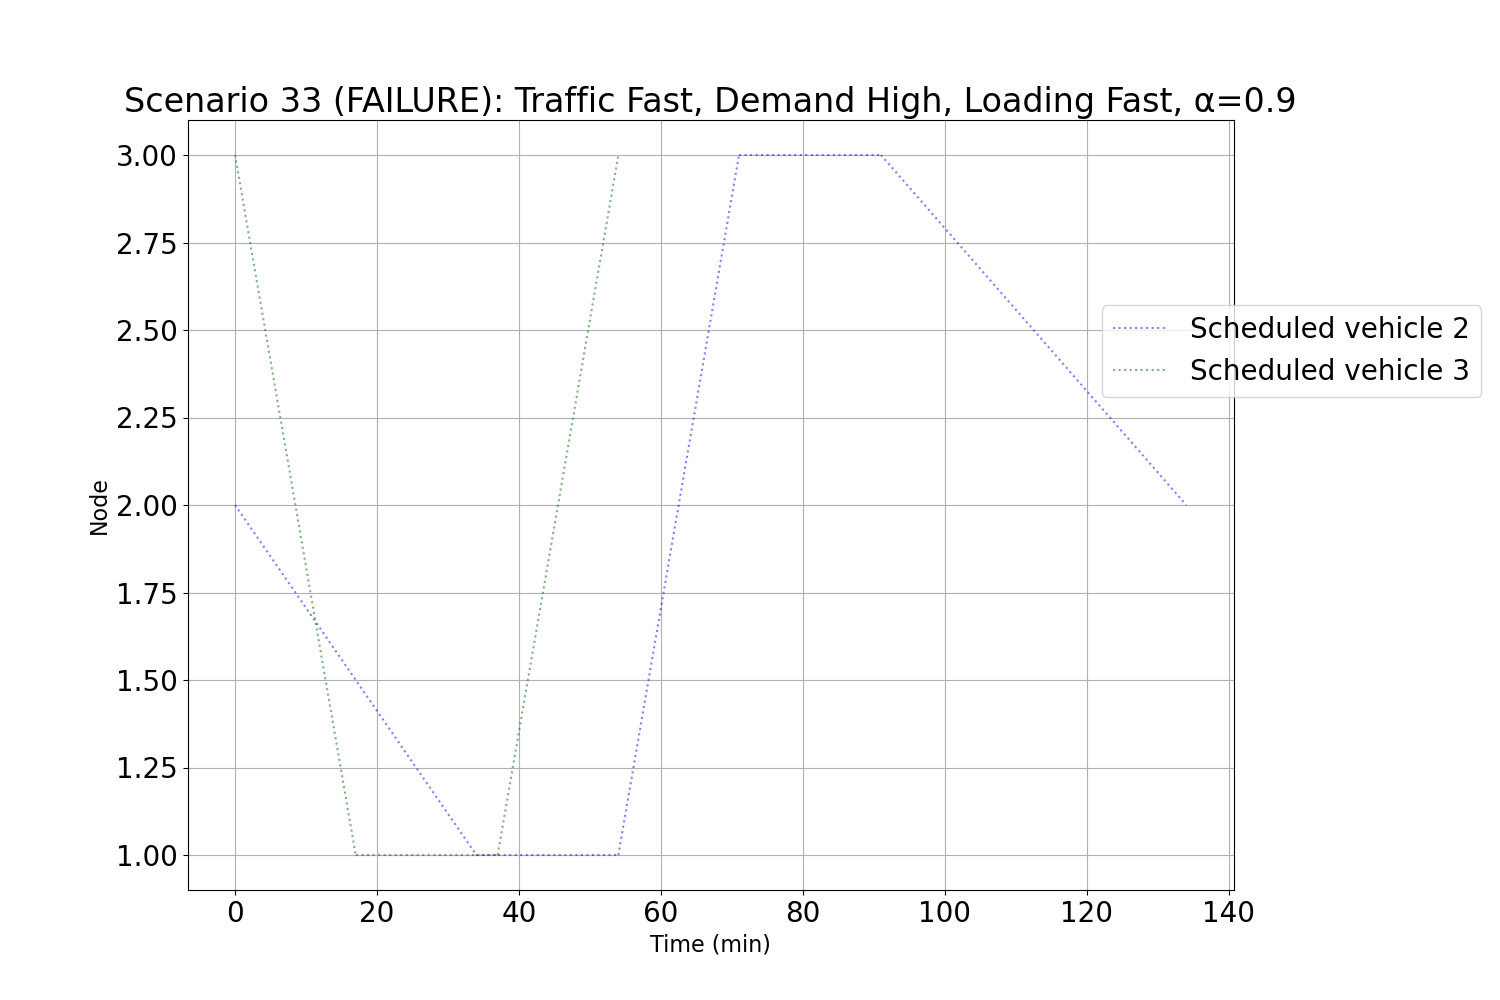 Scenario 33 (FAILURE): Traffic Fast, Demand High, Loading Fast, α=0.9
3.00
2.75
2.50
2.25
2.00
1.75
1.50
1.25
1.00
Node
Scheduled vehicle 2
Scheduled vehicle 3
0 20 40 60 80 100 120 140
Time (min)